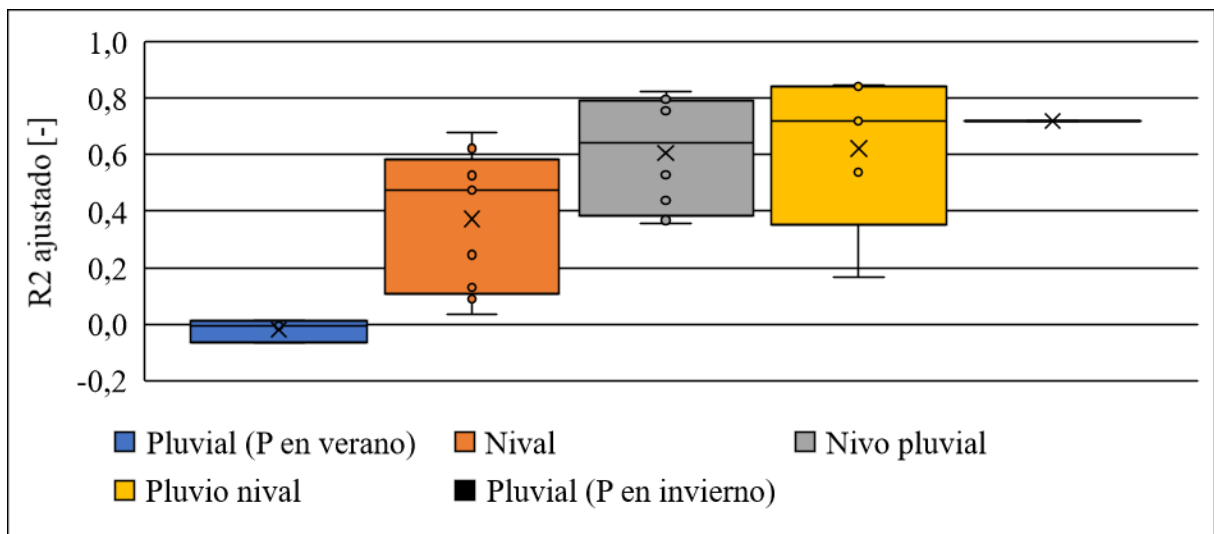 1,0
0,8
0,6
0,4
0,2
0,0
-0,2
R2 ajustado [-]
Pluvial (P en verano) Nival Nivo pluvial
Pluvio nival Pluvial (P en invierno)